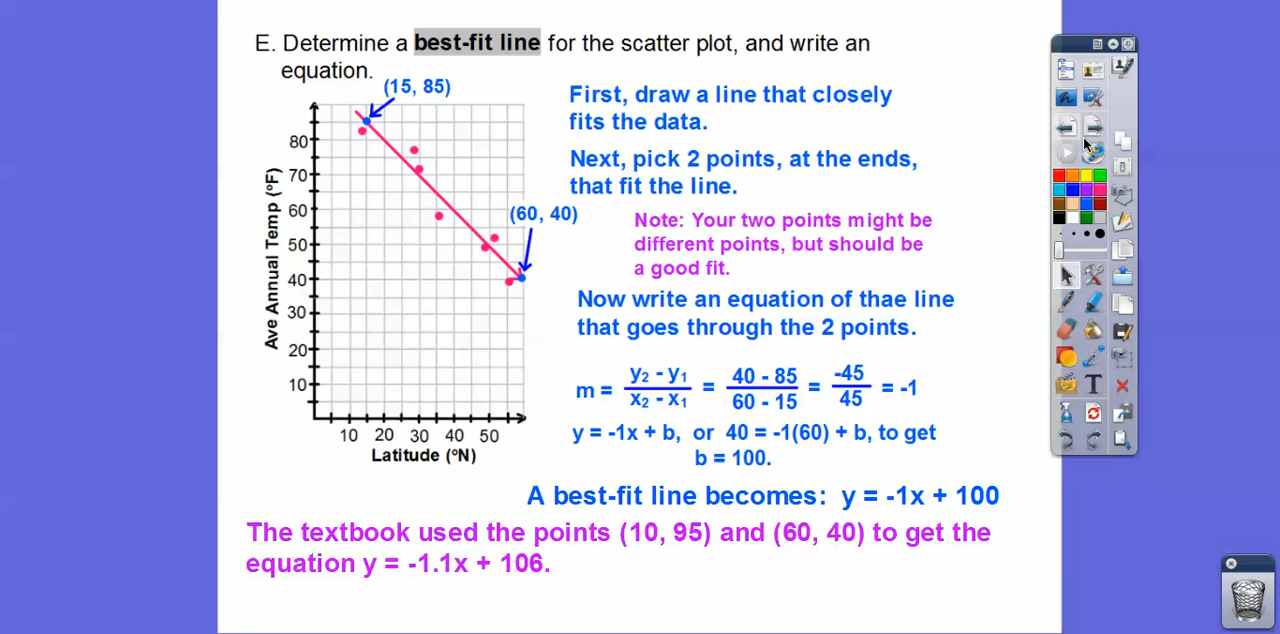 E. Determine a best-fit line for the scatter plot, and write an
equation.
(15, 85)
First, draw a line that closely
fits the data.
Next, pick 2 points, at the ends,
that fit the line.
(60, 40)
Note: Your two points might be
different points, but should be
a good fit.
Now write an equation of thae line
that goes through the 2 points.
Ave Annual Temp (ºF)
80
70
60
50
40
30
20
10
10 20 30 40 50
Latitude (ºN)
m = y₂ - y₁ / x₂ - x₁ = 40 - 85 / 60 - 15 = -45 / 45 = -1
y = -1x + b, or 40 = -1(60) + b, to get
b = 100.
A best-fit line becomes: y = -1x + 100
The textbook used the points (10, 95) and (60, 40) to get the
equation y = -1.1x + 106.
T